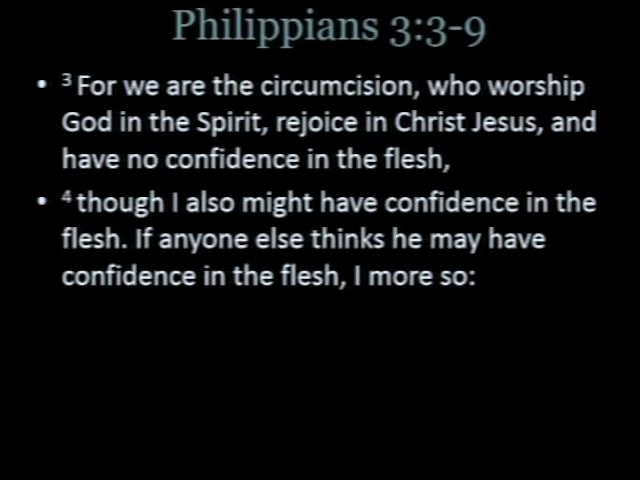 Philippians 3:3-9
• ³ For we are the circumcision, who worship
God in the Spirit, rejoice in Christ Jesus, and
have no confidence in the flesh,
• ⁴ though I also might have confidence in the
flesh. If anyone else thinks he may have
confidence in the flesh, I more so: